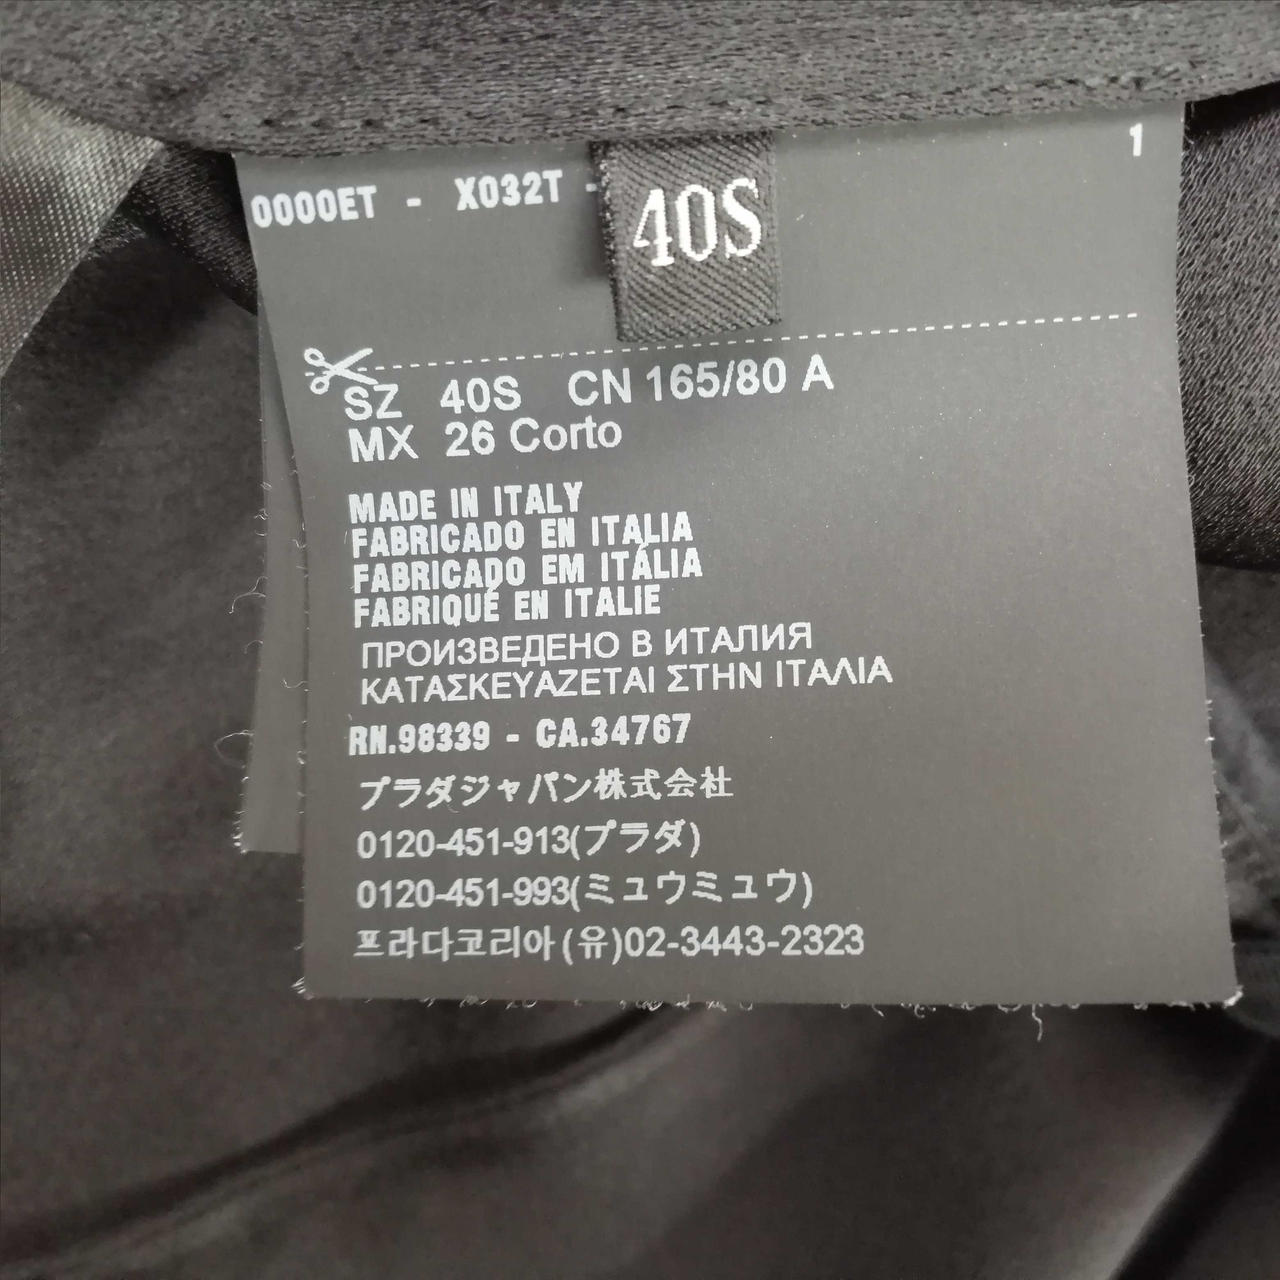 1
0000ET - X032T -
40S
SZ 40S CN 165/80 A
MX 26 Corto
MADE IN ITALY
FABRICADO EN ITALIA
FABRICADO EM ITÁLIA
FABRIQUÉ EN ITALIE
ПРОИЗВЕДЕНО В ИТАЛИЯ
ΚΑΤΑΣΚΕΥΑΖΕΤΑΙ ΣΤΗΝ ΙΤΑΛΙΑ
RN.98339 - CA.34767
プラダジャパン株式会社
0120-451-913(プラダ)
0120-451-993(ミュウミュウ)
프라다코리아(유)02-3443-2323